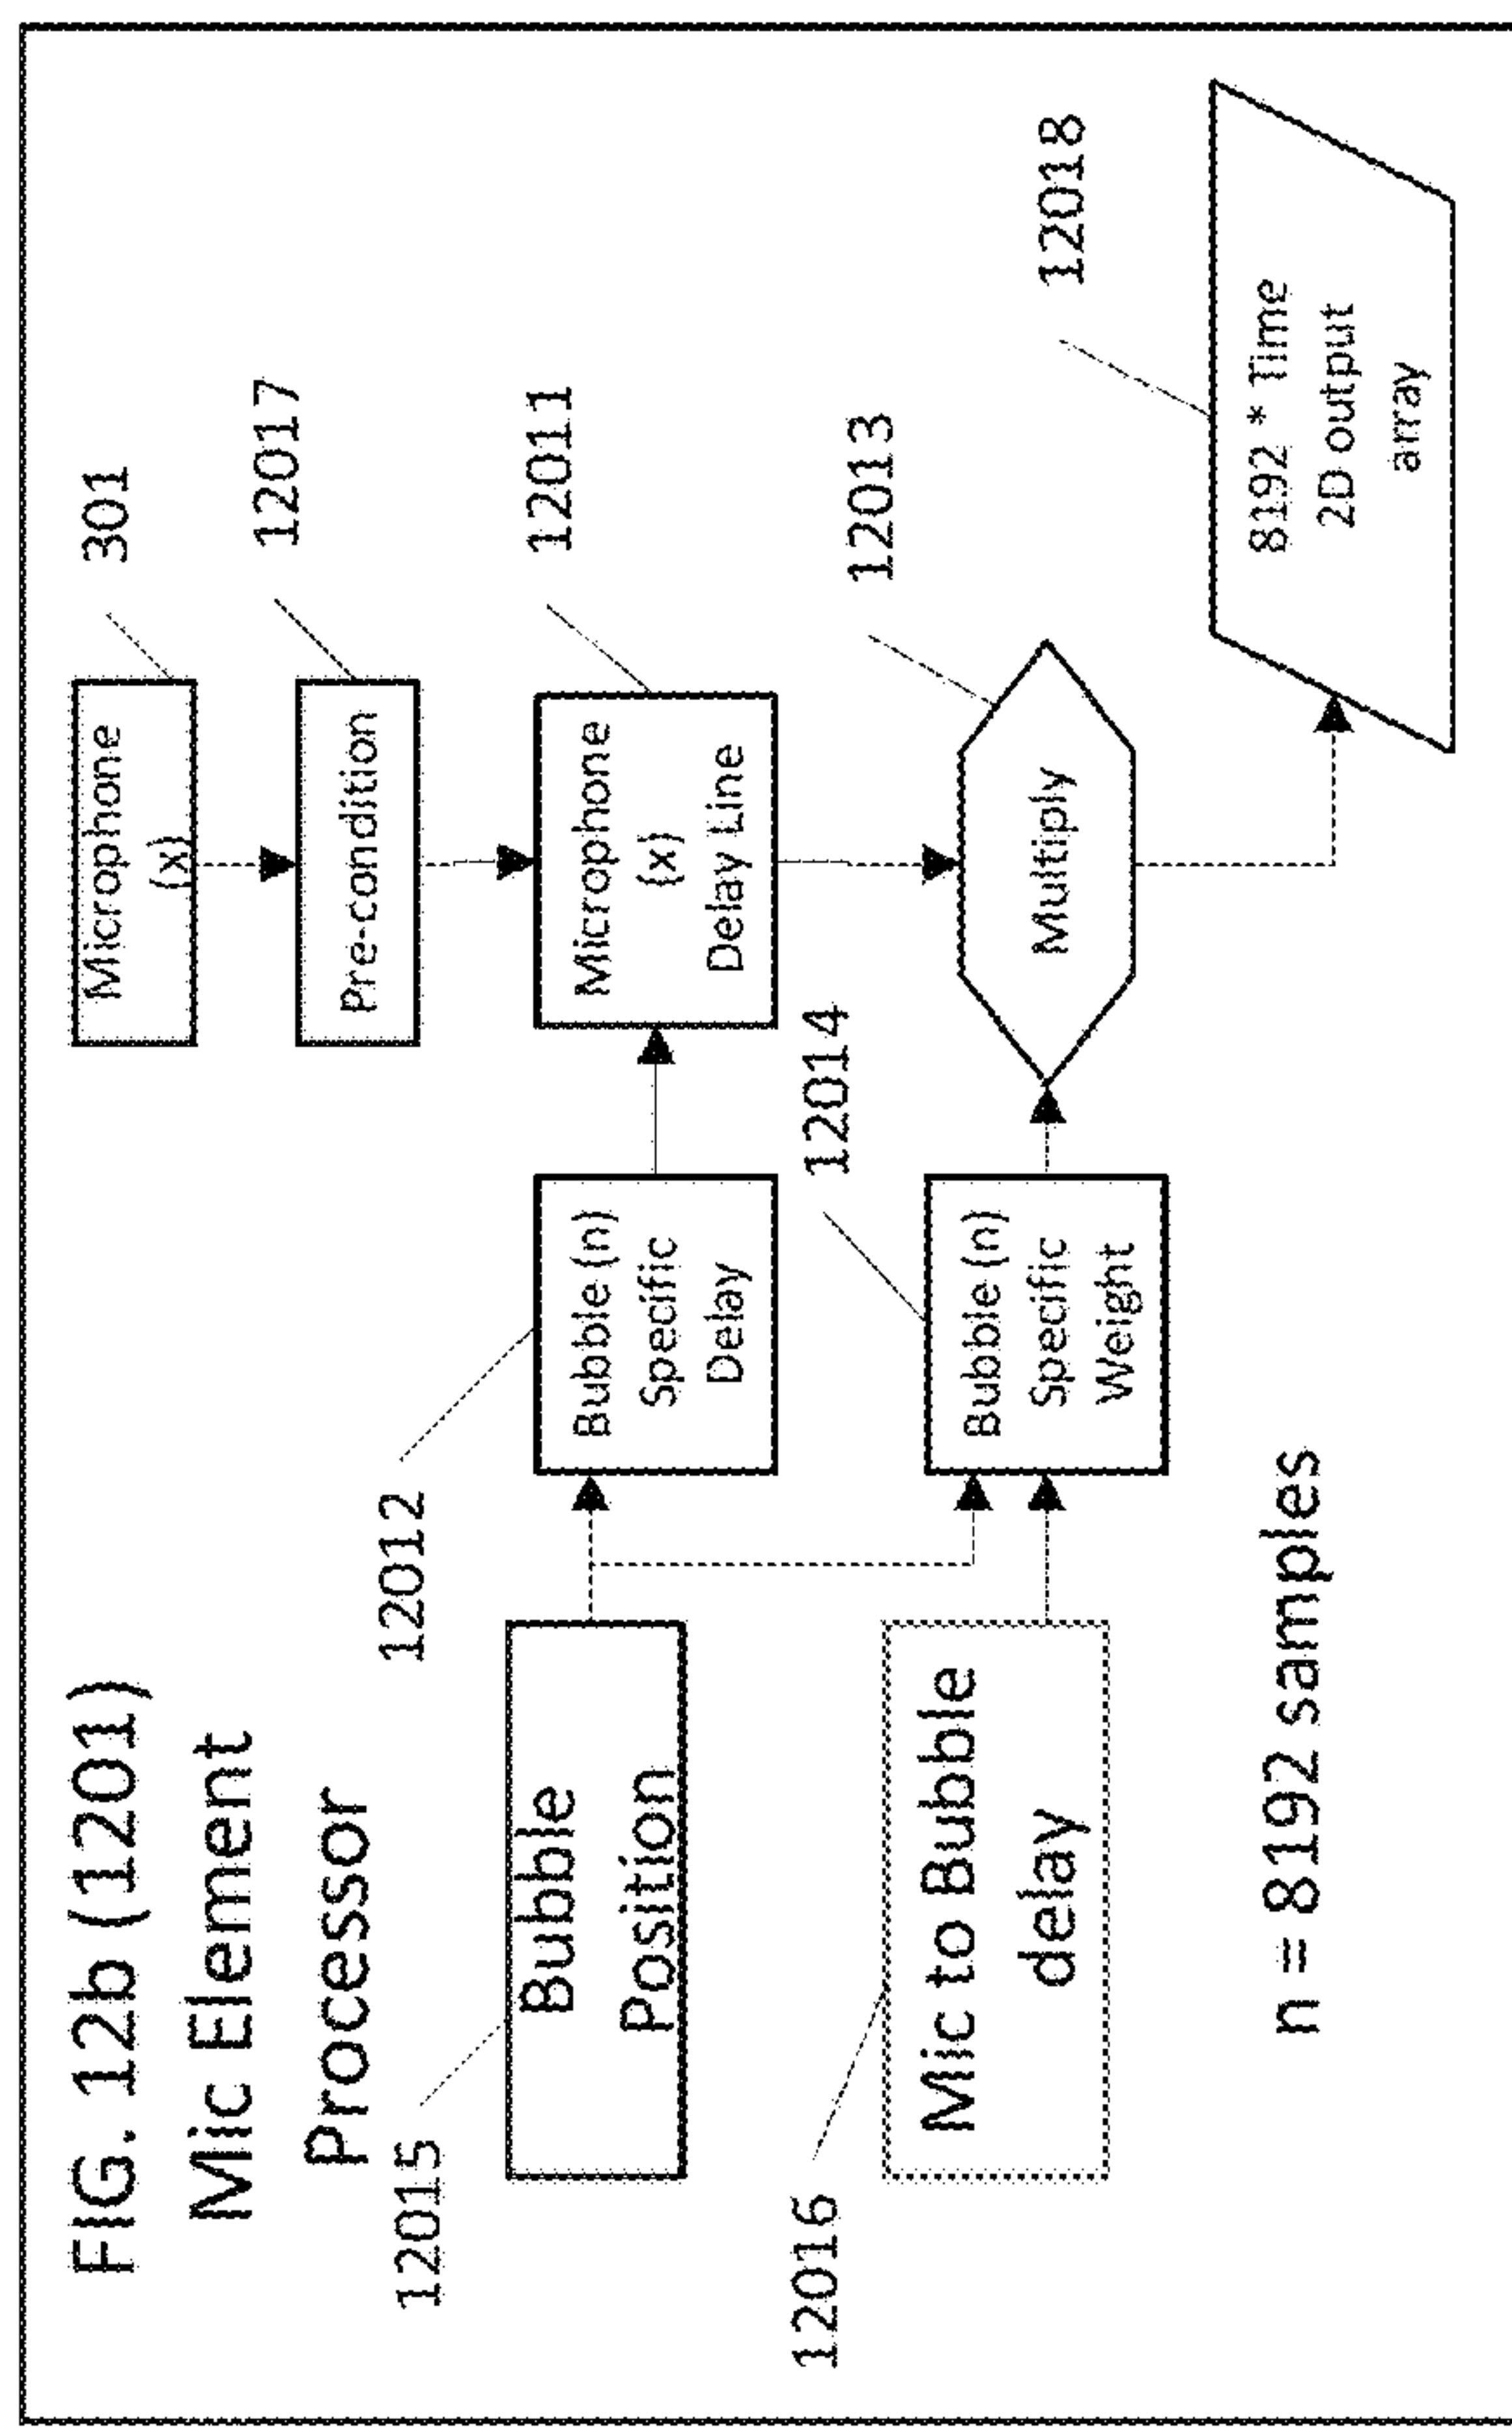 FIG. 12b (1201)
Mic Element
Processor
301
Microphone
(x)
12017
Pre-condition
12011
Microphone
(x)
Delay Line
12012
Bubble (n)
Specific
Delay
12015
Bubble
Position
12013
Multiply
12014
Bubble (n)
Specific
Weight
12016
Mic to Bubble
delay
12018
8192 * Time
2D output
array
n = 8192 samples